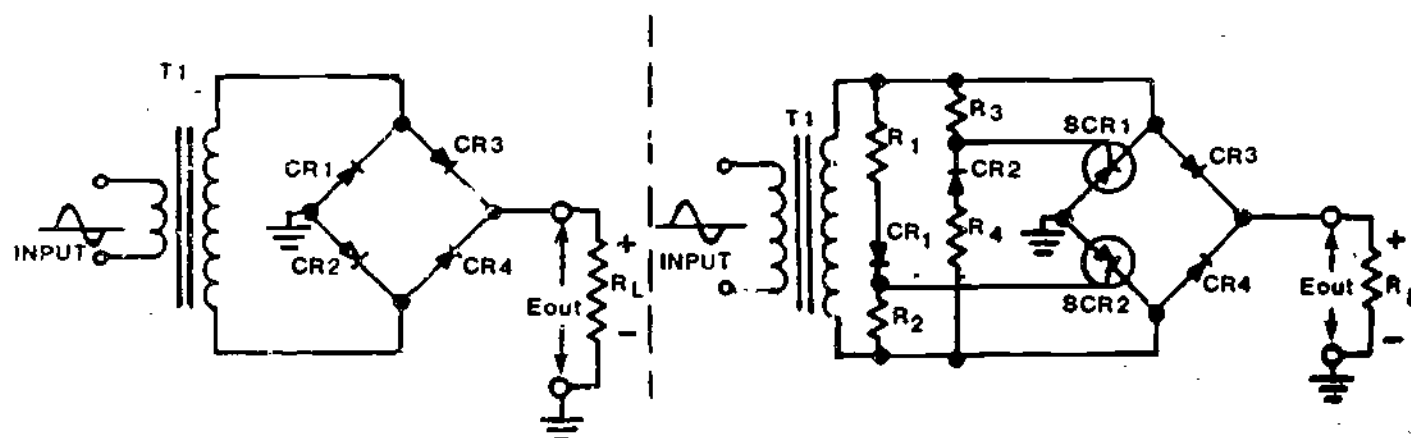 T1
CR1
CR3
INPUT
CR2
CR4
Eout
RL
+
−
T1
R1
R3
SCR1
CR2
CR3
INPUT
CR1
R4
SCR2
CR4
R2
Eout
+
−